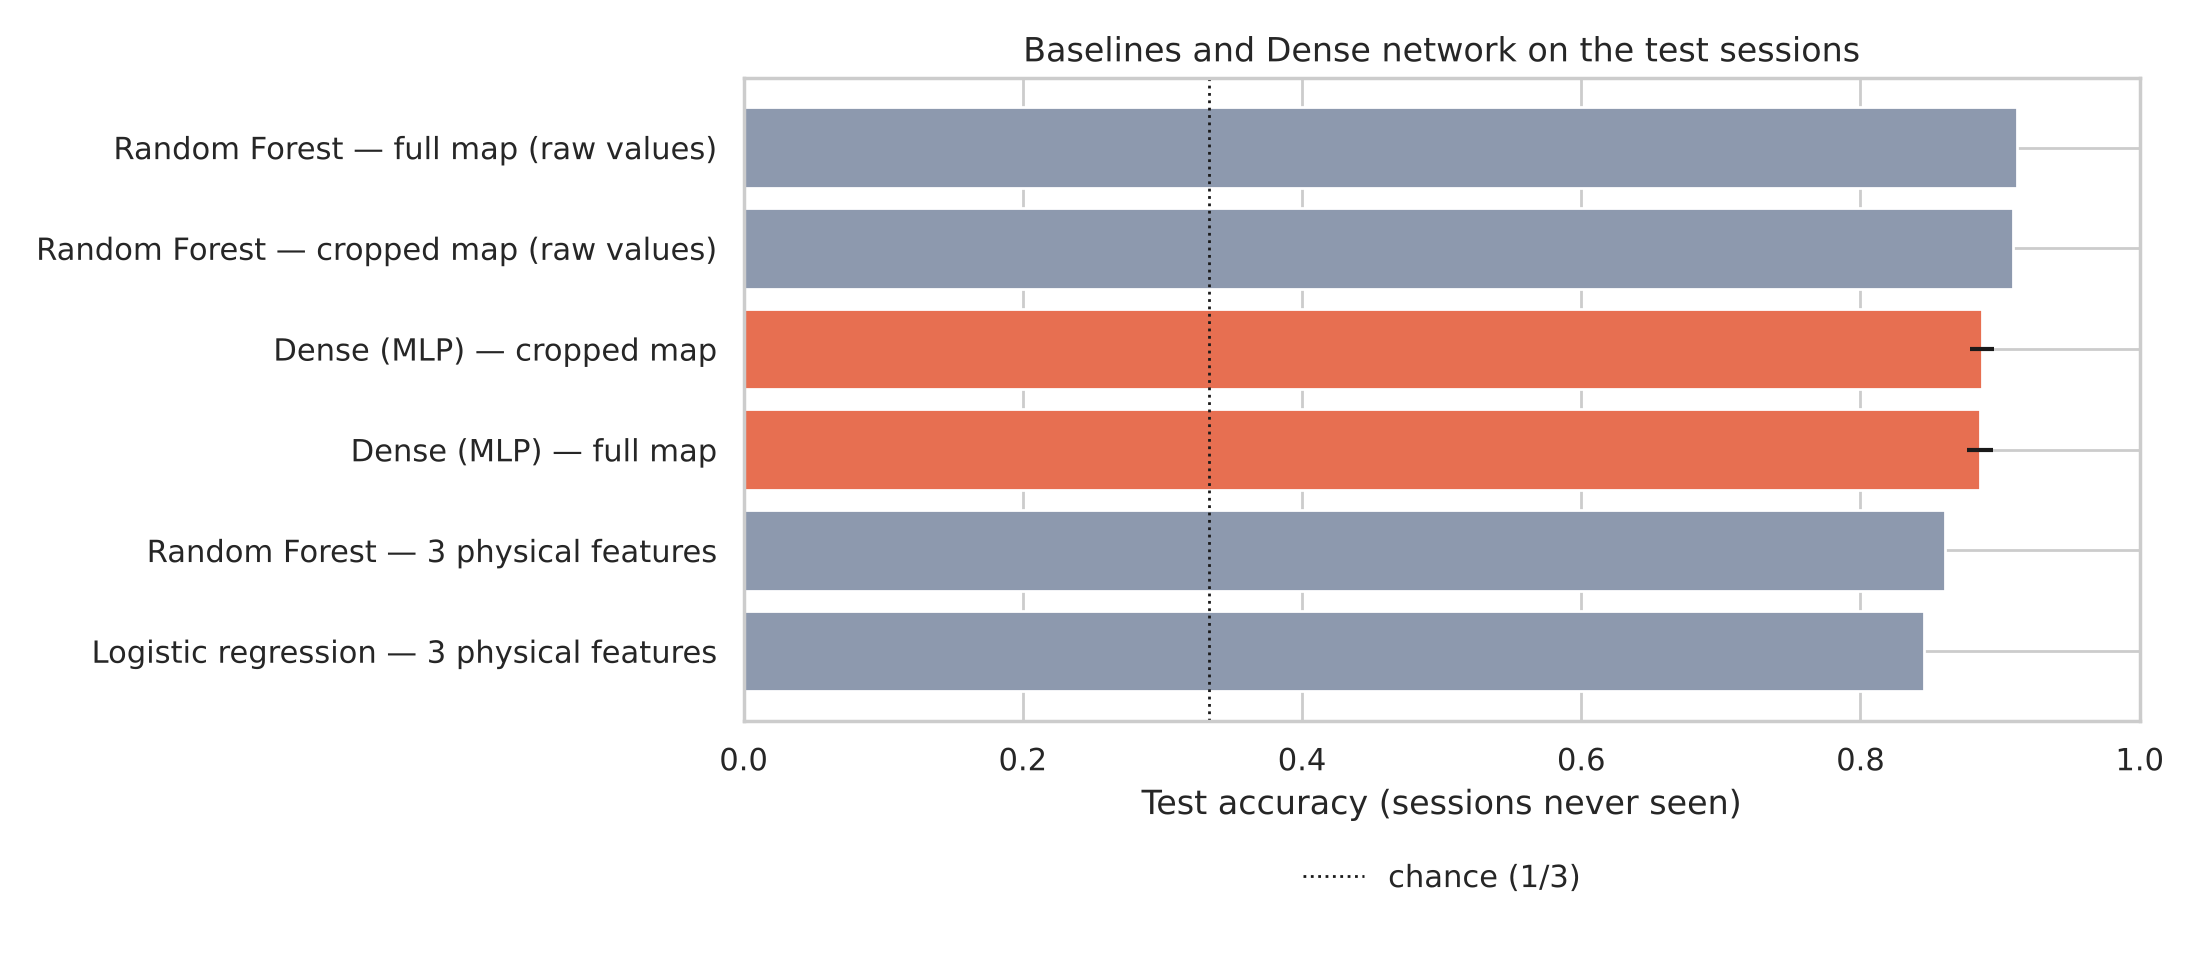 Baselines and Dense network on the test sessions
Random Forest — full map (raw values)
Random Forest — cropped map (raw values)
Dense (MLP) — cropped map
Dense (MLP) — full map
Random Forest — 3 physical features
Logistic regression — 3 physical features
0.0 0.2 0.4 0.6 0.8 1.0
Test accuracy (sessions never seen)
chance (1/3)